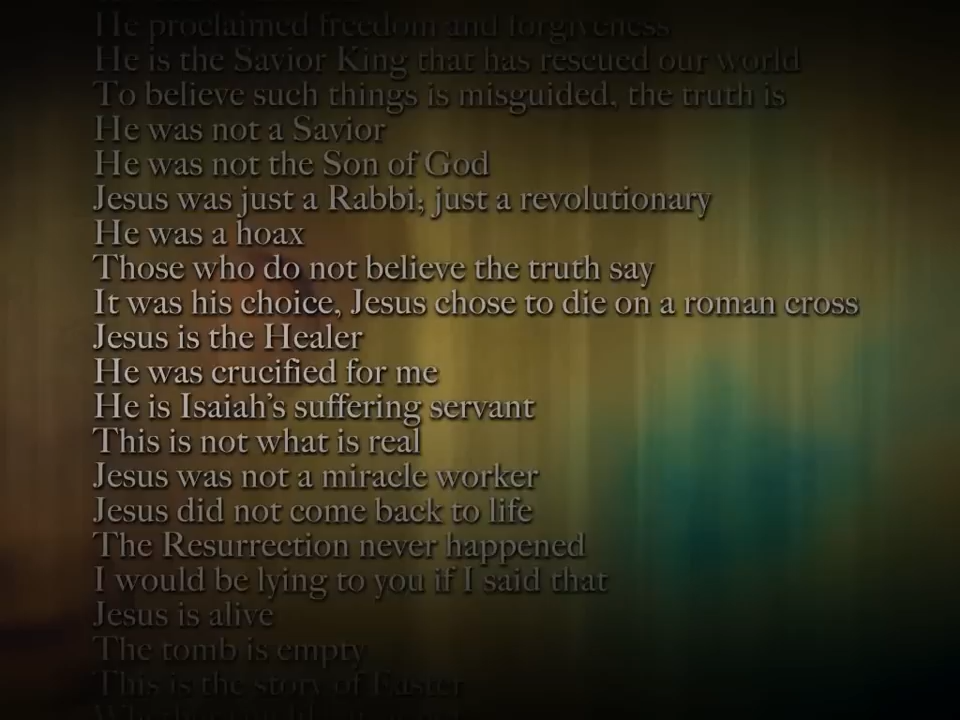 He proclaimed freedom and forgiveness
He is the Savior King that has rescued our world
To believe such things is misguided, the truth is
He was not a Savior
He was not the Son of God
Jesus was just a Rabbi; just a revolutionary
He was a hoax
Those who do not believe the truth say
It was his choice, Jesus chose to die on a roman cross
Jesus is the Healer
He was crucified for me
He is Isaiah's suffering servant
This is not what is real
Jesus was not a miracle worker
Jesus did not come back to life
The Resurrection never happened
I would be lying to you if I said that
Jesus is alive
The tomb is empty
This is the story of Easter